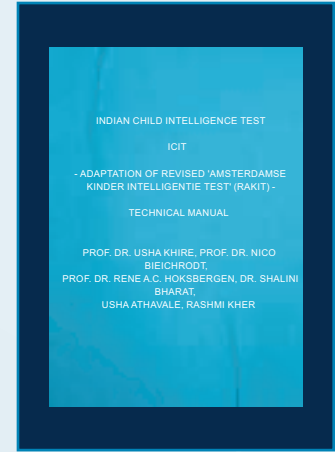 INDIAN CHILD INTELLIGENCE TEST
ICIT
- ADAPTATION OF REVISED 'AMSTERDAMSE
KINDER INTELLIGENTIE TEST' (RAKIT) -
TECHNICAL MANUAL
PROF. DR. USHA KHIRE, PROF. DR. NICO
BIEICHRODT,
PROF. DR. RENE A.C. HOKSBERGEN, DR. SHALINI
BHARAT,
USHA ATHAVALE, RASHMI KHER